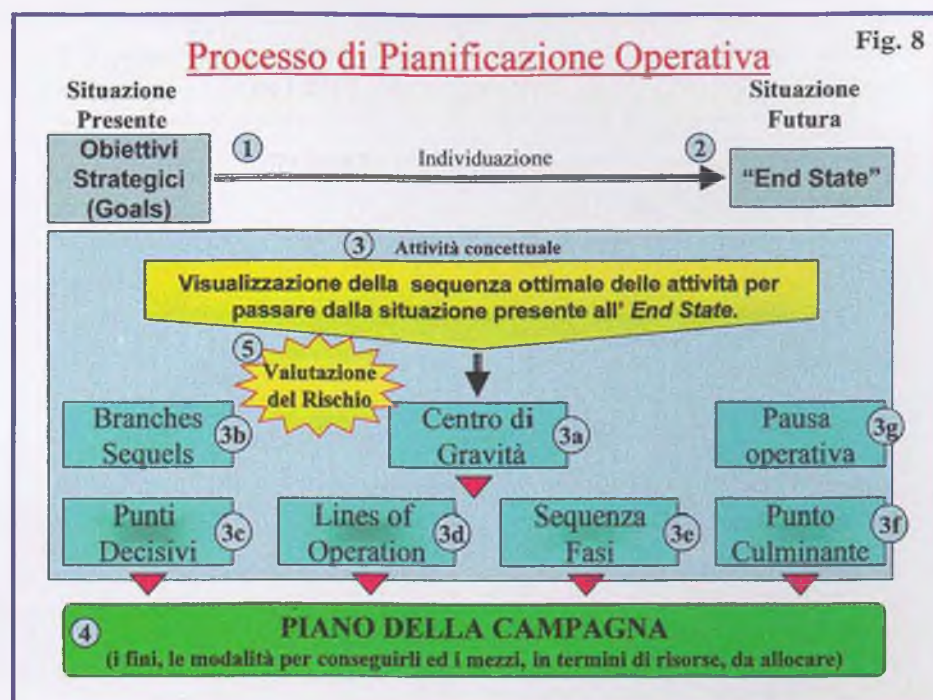 Fig. 8
Processo di Pianificazione Operativa
Situazione
Presente
Situazione
Futura
Obiettivi
Strategici
(Goals)
1
Individuazione
2
"End State"
3 Attività concettuale
Visualizzazione della sequenza ottimale delle attività per
passare dalla situazione presente all' End State.
5
Valutazione
del Rischio
Branches
Sequels
3b
Centro di
Gravità
3a
Pausa
operativa
3g
Punti
Decisivi
3c
Lines of
Operation
3d
Sequenza
Fasi
3e
Punto
Culminante
3f
4
PIANO DELLA CAMPAGNA
(i fini, le modalità per conseguirli ed i mezzi, in termini di risorse, da allocare)